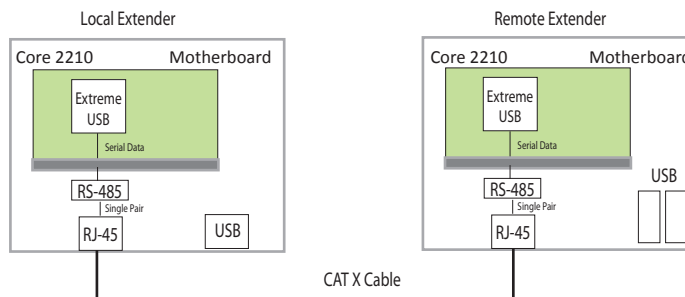 Local Extender
Core 2210
Motherboard
Extreme
USB
Serial Data
RS-485
Single Pair
RJ-45
USB
Remote Extender
Core 2210
Motherboard
Extreme
USB
Serial Data
RS-485
Single Pair
RJ-45
USB
CAT X Cable